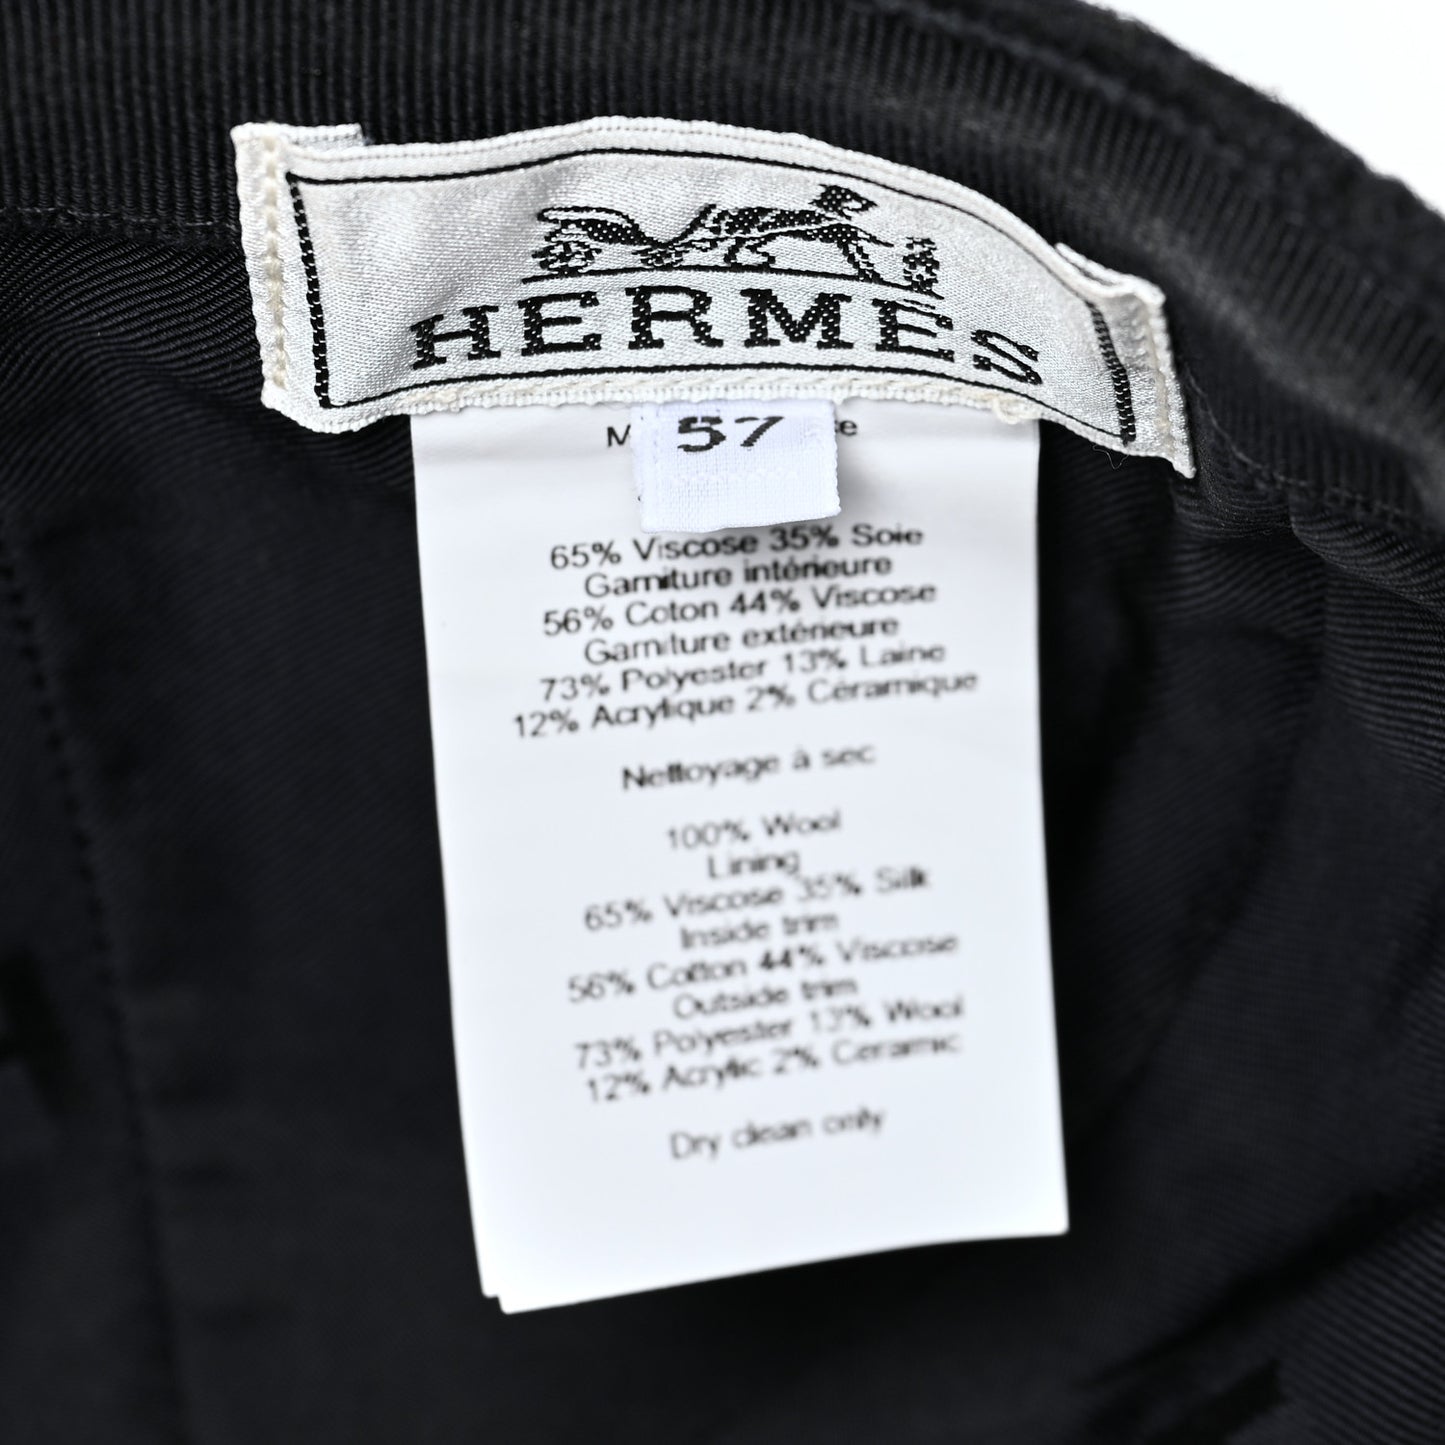 HERMES
57
65% Viscose 35% Soie
Garniture intérieure
56% Coton 44% Viscose
Garniture extérieure
73% Polyester 13% Laine
12% Acrylique 2% Céramique
Nettoyage à sec
100% Wool
Lining
65% Viscose 35% Silk
Inside trim
56% Cotton 44% Viscose
Outside trim
73% Polyester 13% Wool
12% Acrylic 2% Ceramic
Dry clean only